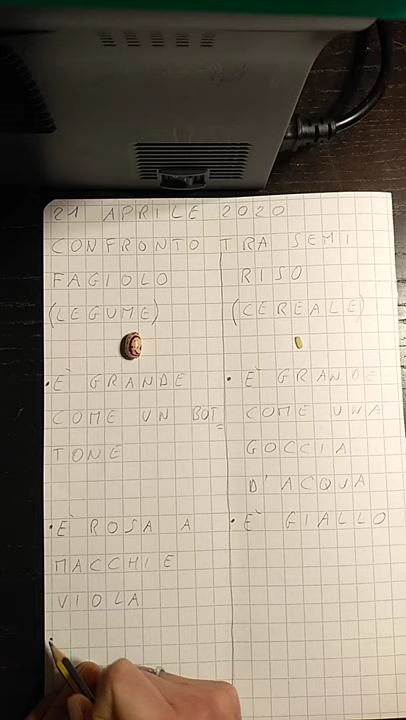 21 APRILE 2020
CONFRONTO TRA SEMI
FAGIOLO
(LEGUME)
• È GRANDE
COME UN BOT
TONE
• È ROSA A
MACCHIE
VIOLA
RISO
(CEREALE)
• È GRANDE
COME UNA
GOCCIA
D'ACQUA
• È GIALLO